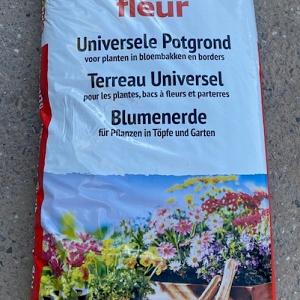 fleur
Universele Potgrond
voor planten in bloembakken en borders
Terreau Universel
pour les plantes, bacs à fleurs et parterres
Blumenerde
für Pflanzen in Töpfe und Garten